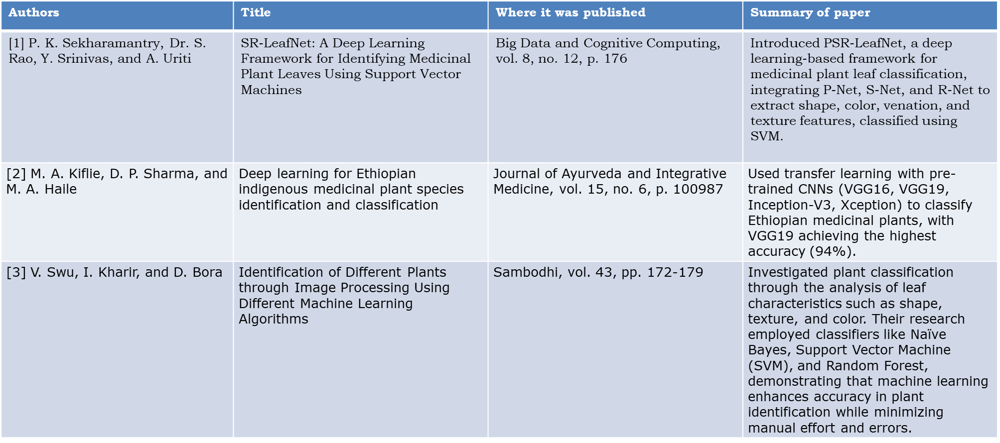 Authors
Title
Where it was published
Summary of paper
[1] P. K. Sekharamantry, Dr. S.
Rao, Y. Srinivas, and A. Uriti
SR-LeafNet: A Deep Learning
Framework for Identifying Medicinal
Plant Leaves Using Support Vector
Machines
Big Data and Cognitive Computing,
vol. 8, no. 12, p. 176
Introduced PSR-LeafNet, a deep
learning-based framework for
medicinal plant leaf classification,
integrating P-Net, S-Net, and R-Net to
extract shape, color, venation, and
texture features, classified using
SVM.
[2] M. A. Kiflie, D. P. Sharma, and
M. A. Haile
Deep learning for Ethiopian
indigenous medicinal plant species
identification and classification
Journal of Ayurveda and Integrative
Medicine, vol. 15, no. 6, p. 100987
Used transfer learning with pre-
trained CNNs (VGG16, VGG19,
Inception-V3, Xception) to classify
Ethiopian medicinal plants, with
VGG19 achieving the highest
accuracy (94%).
[3] V. Swu, I. Kharir, and D. Bora
Identification of Different Plants
through Image Processing Using
Different Machine Learning
Algorithms
Sambodhi, vol. 43, pp. 172-179
Investigated plant classification
through the analysis of leaf
characteristics such as shape,
texture, and color. Their research
employed classifiers like Naïve
Bayes, Support Vector Machine
(SVM), and Random Forest,
demonstrating that machine learning
enhances accuracy in plant
identification while minimizing
manual effort and errors.